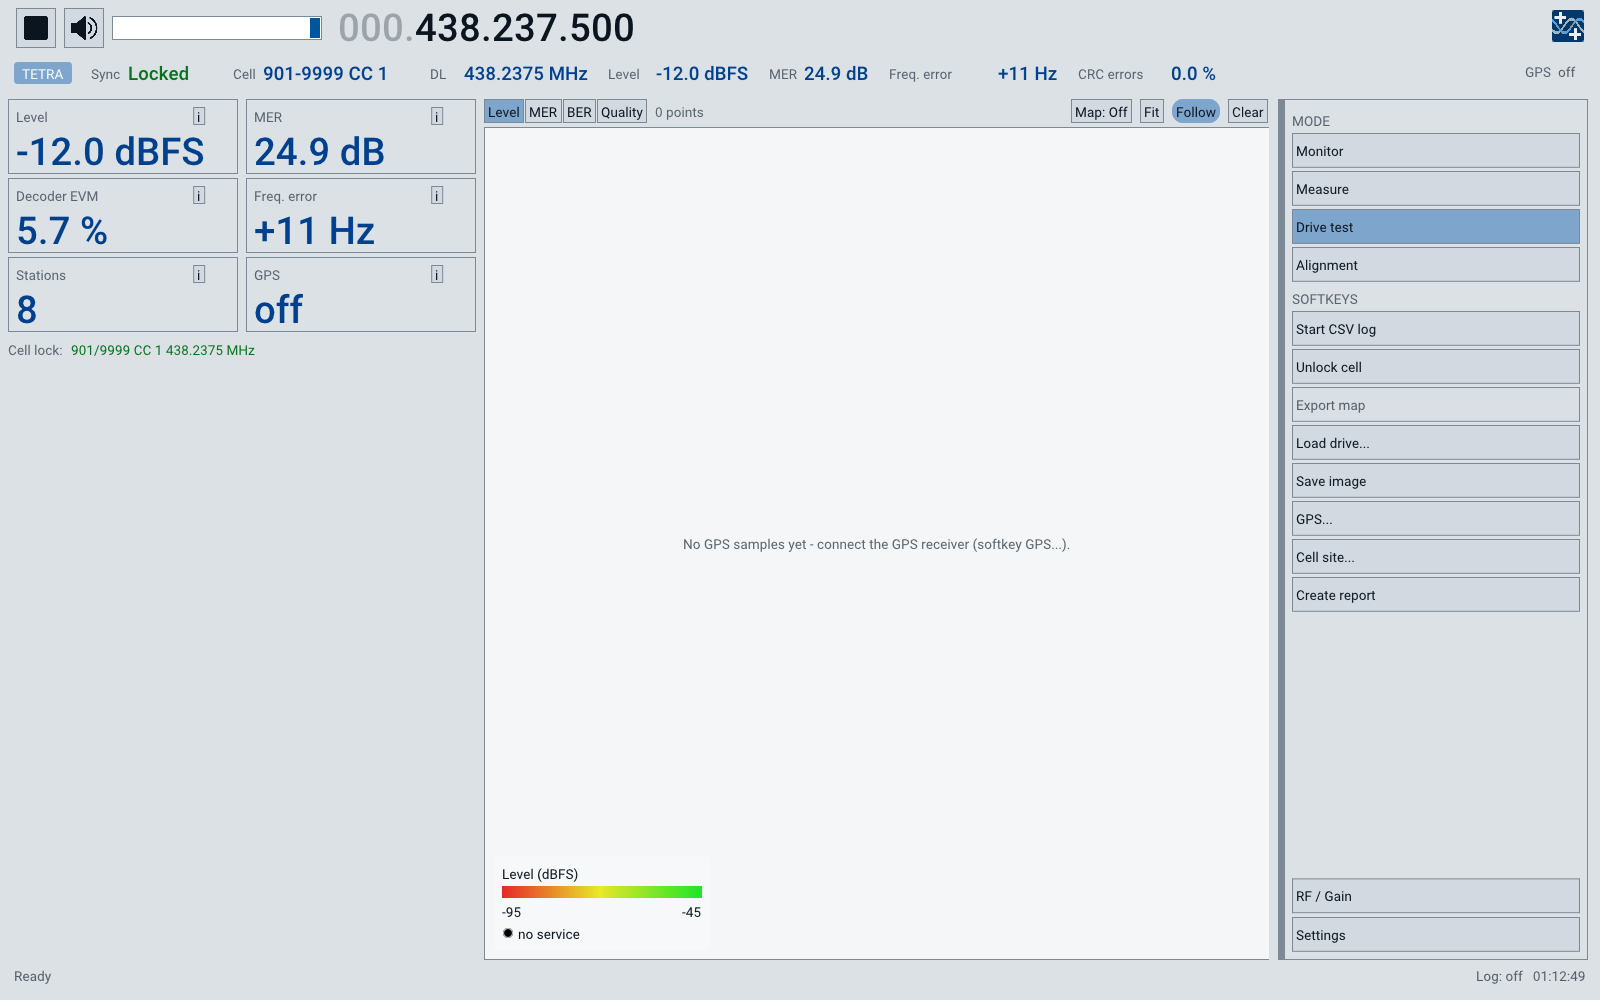 000.438.237.500
TETRA Sync Locked Cell 901-9999 CC 1 DL 438.2375 MHz Level -12.0 dBFS MER 24.9 dB Freq. error +11 Hz CRC errors 0.0 % GPS off
Level i
-12.0 dBFS
MER i
24.9 dB
Decoder EVM i
5.7 %
Freq. error i
+11 Hz
Stations i
8
GPS i
off
Cell lock: 901/9999 CC 1 438.2375 MHz
Level MER BER Quality 0 points Map: Off Fit Follow Clear
No GPS samples yet - connect the GPS receiver (softkey GPS...).
Level (dBFS)
-95 -45
no service
MODE
Monitor
Measure
Drive test
Alignment
SOFTKEYS
Start CSV log
Unlock cell
Export map
Load drive...
Save image
GPS...
Cell site...
Create report
RF / Gain
Settings
Ready Log: off 01:12:49